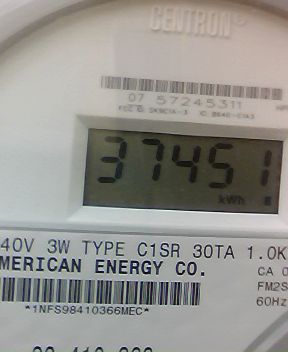 CENTRON®
07 57245311
37451
kWh
40V 3W TYPE C1SR 30TA 1.0K
MERICAN ENERGY CO.
CA 0
FM2S
60Hz
*1NFS98410366MEC*